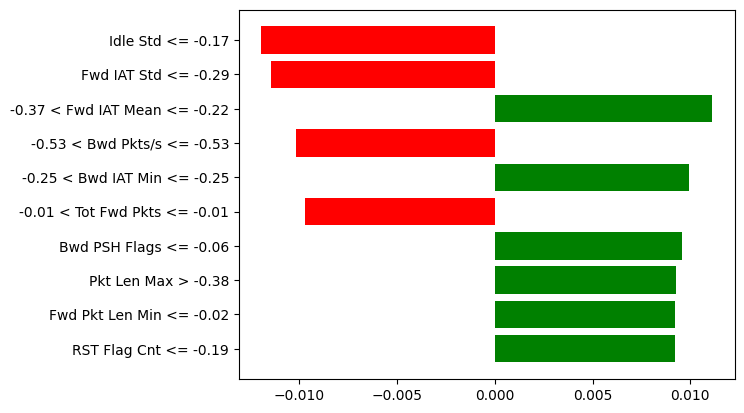 Idle Std <= -0.17
Fwd IAT Std <= -0.29
-0.37 < Fwd IAT Mean <= -0.22
-0.53 < Bwd Pkts/s <= -0.53
-0.25 < Bwd IAT Min <= -0.25
-0.01 < Tot Fwd Pkts <= -0.01
Bwd PSH Flags <= -0.06
Pkt Len Max > -0.38
Fwd Pkt Len Min <= -0.02
RST Flag Cnt <= -0.19
−0.010 −0.005 0.000 0.005 0.010